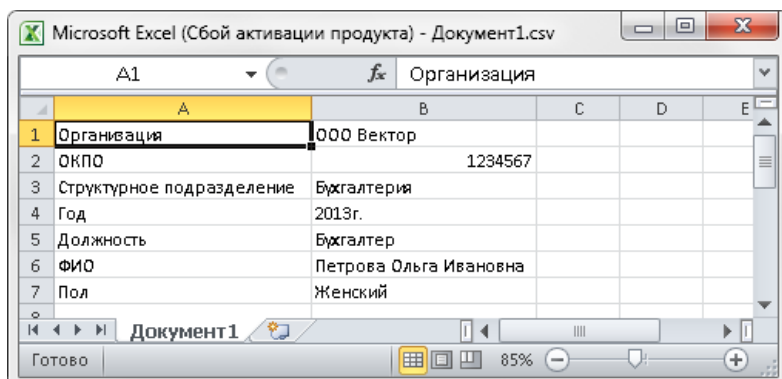 Microsoft Excel (Сбой активации продукта) - Документ1.csv
A1 fx Организация
A B C D E
1 Организация ООО Вектор
2 ОКПО 1234567
3 Структурное подразделение Бухгалтерия
4 Год 2013г.
5 Должность Бухгалтер
6 ФИО Петрова Ольга Ивановна
7 Пол Женский
Документ1
Готово 85%